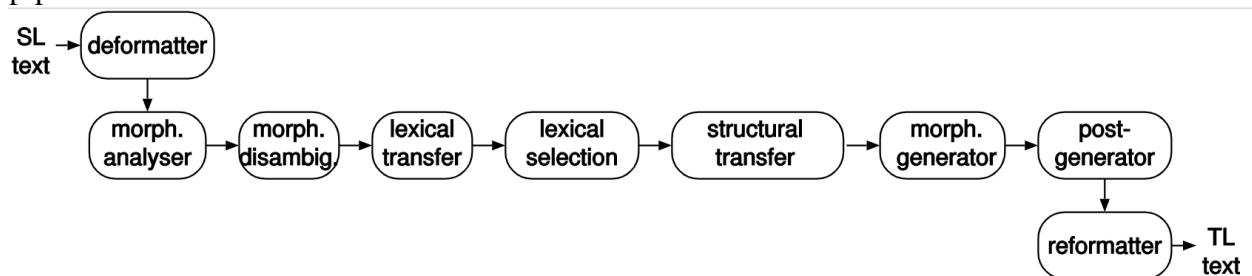 SL
text
deformatter
morph.
analyser
morph.
disambig.
lexical
transfer
lexical
selection
structural
transfer
morph.
generator
post-
generator
reformatter
TL
text